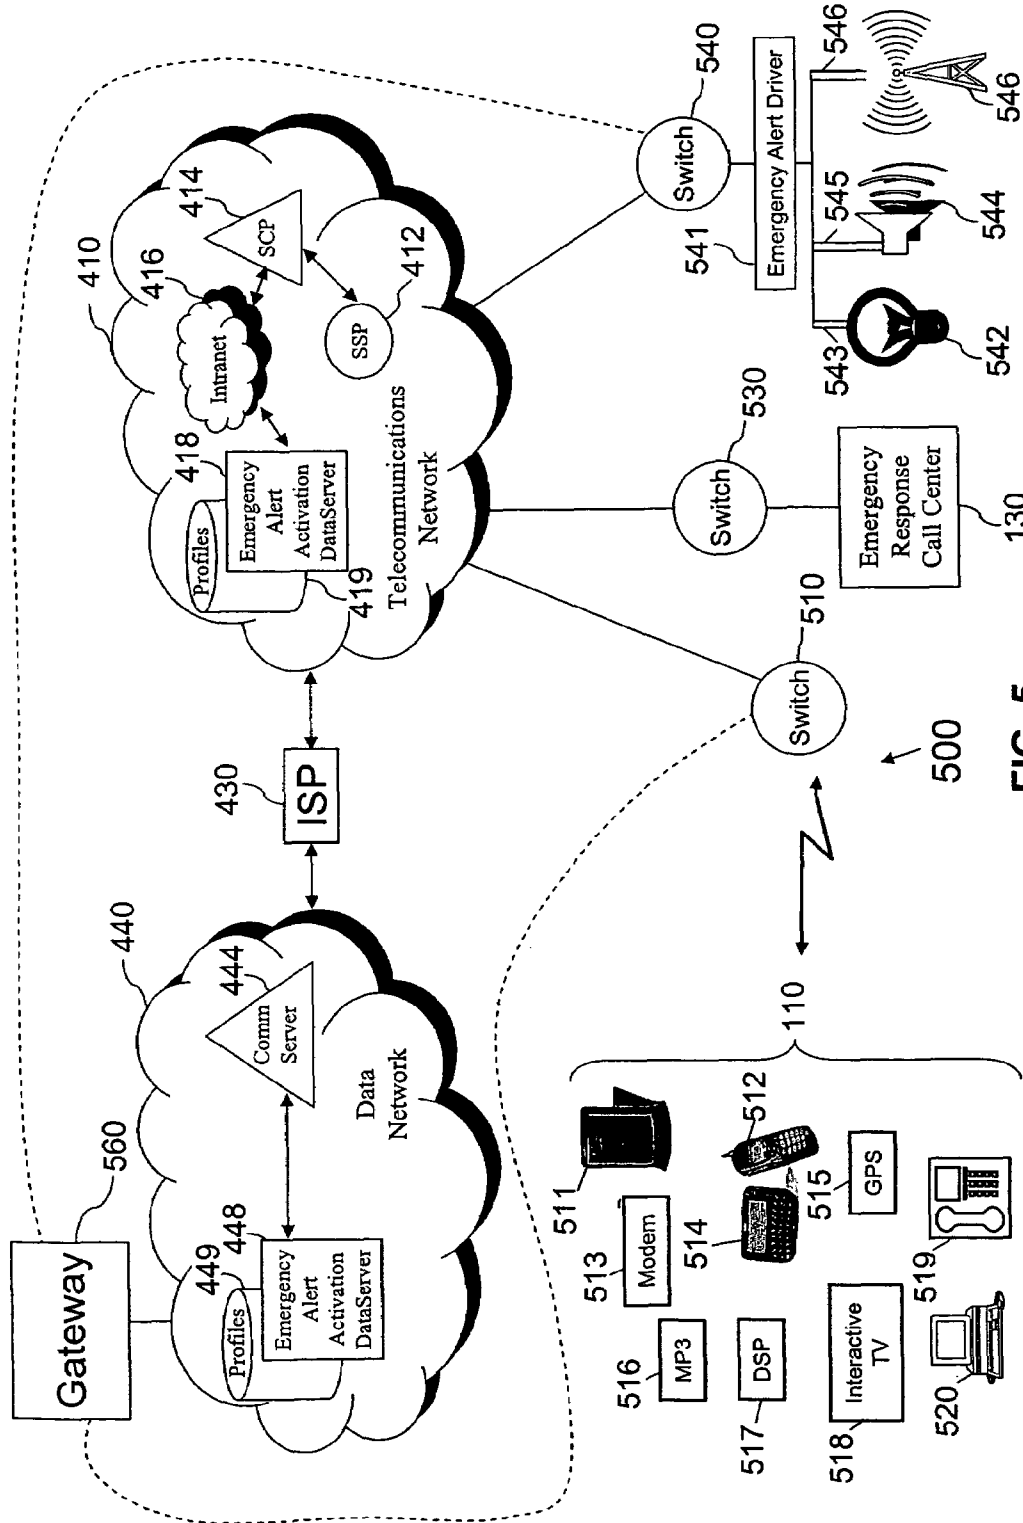 Gateway
560
440
410
449
448
444
430
418
416
414
Profiles
Emergency
Alert
Activation
DataServer
Comm
Server
Data
Network
ISP
Profiles
Emergency
Alert
Activation
DataServer
419
Intranet
SCP
SSP
412
Telecommunications
Network
511
513
Modem
516
MP3
514
512
517
DSP
515
GPS
518
Interactive
TV
519
520
110
Switch
510
500
Switch
530
Emergency
Response
Call Center
130
Switch
540
541
Emergency Alert Driver
543
545
546
542
544
546
FIG. 5